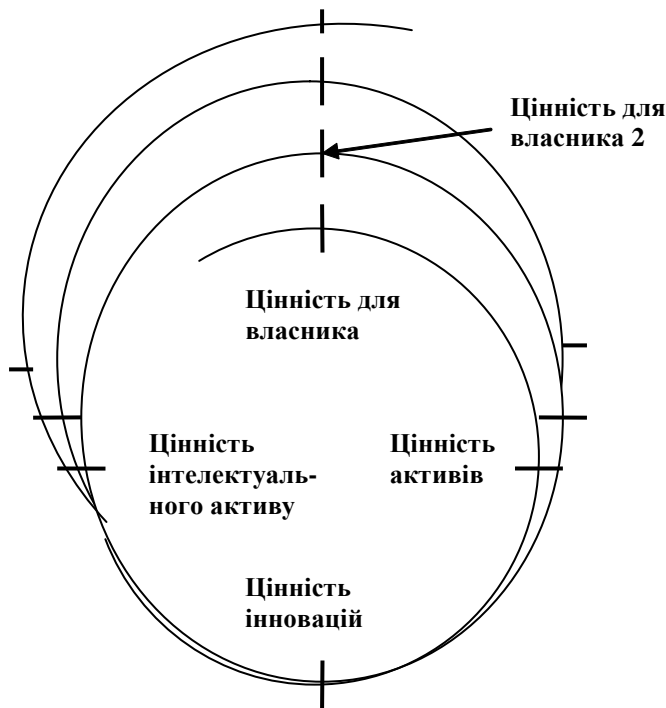 Цінність для
власника 2
Цінність для
власника
Цінність
інтелектуаль-
ного активу
Цінність
активів
Цінність
інновацій